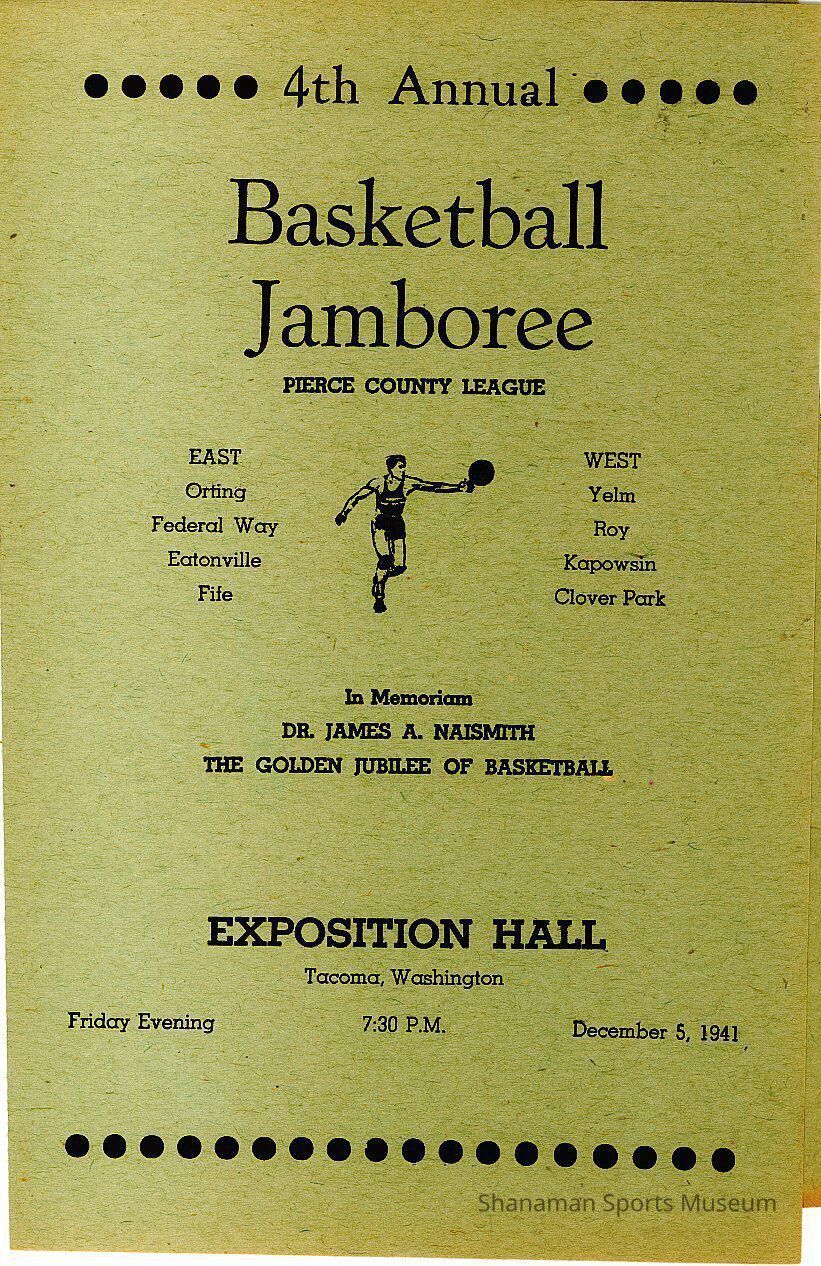 4th Annual
Basketball
Jamboree
PIERCE COUNTY LEAGUE
EAST
Orting
Federal Way
Eatonville
Fife
WEST
Yelm
Roy
Kapowsin
Clover Park
In Memoriam
DR. JAMES A. NAISMITH
THE GOLDEN JUBILEE OF BASKETBALL
EXPOSITION HALL
Tacoma, Washington
Friday Evening 7:30 P.M. December 5, 1941
Shanaman Sports Museum